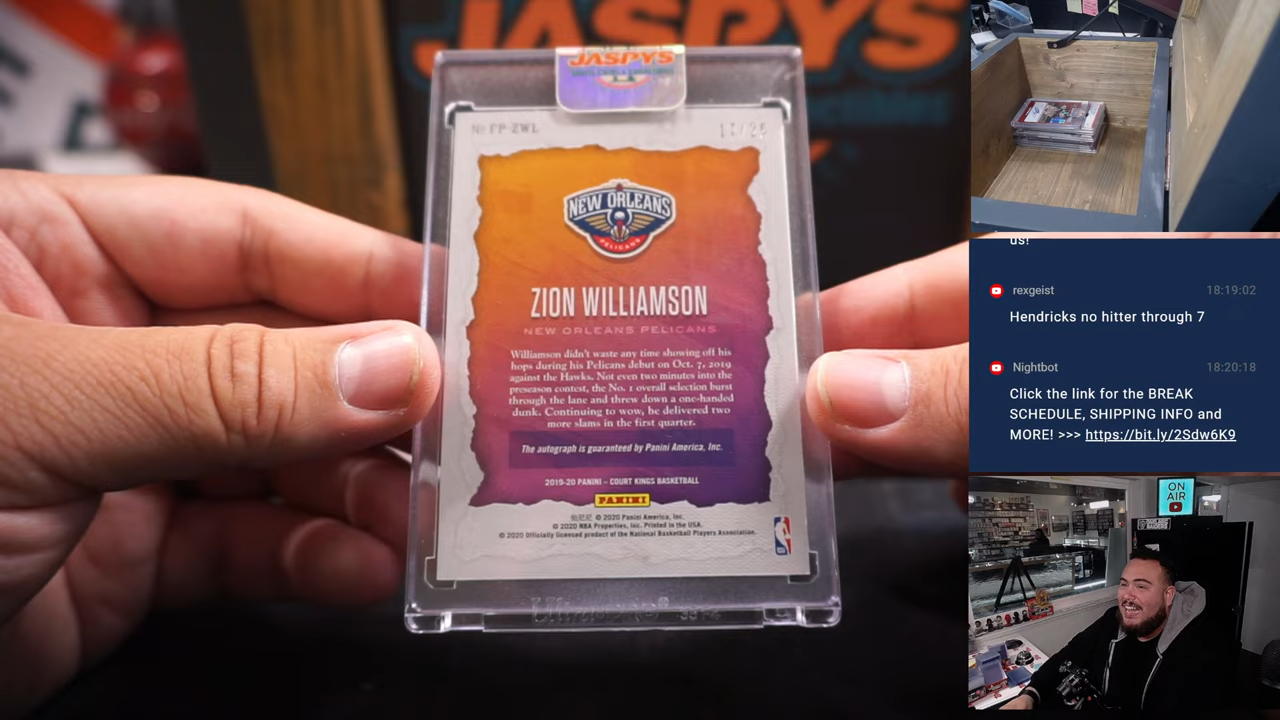 JASPYS
JASPYS
Nº FP-ZWL
NEW ORLEANS
PELICANS
ZION WILLIAMSON
NEW ORLEANS PELICANS
Williamson didn't waste any time showing off his
hops during his Pelicans debut on Oct. 7, 2019
against the Hawks. Not even two minutes into the
preseason contest, the No. 1 overall selection burst
through the lane and threw down a one-handed
dunk. Continuing to wow, he delivered two
more slams in the first quarter.
The autograph is guaranteed by Panini America, Inc.
2019-20 PANINI – COURT KINGS BASKETBALL
PANINI
© 2020 Panini America, Inc.
© 2020 NBA Properties, Inc. Printed in the USA.
© 2020 Officially licensed product of the National Basketball Players Association.
us!
rexgeist 18:19:02
Hendricks no hitter through 7
Nightbot 18:20:18
Click the link for the BREAK
SCHEDULE, SHIPPING INFO and
MORE! >>> https://bit.ly/2Sdw6K9
ON
AIR